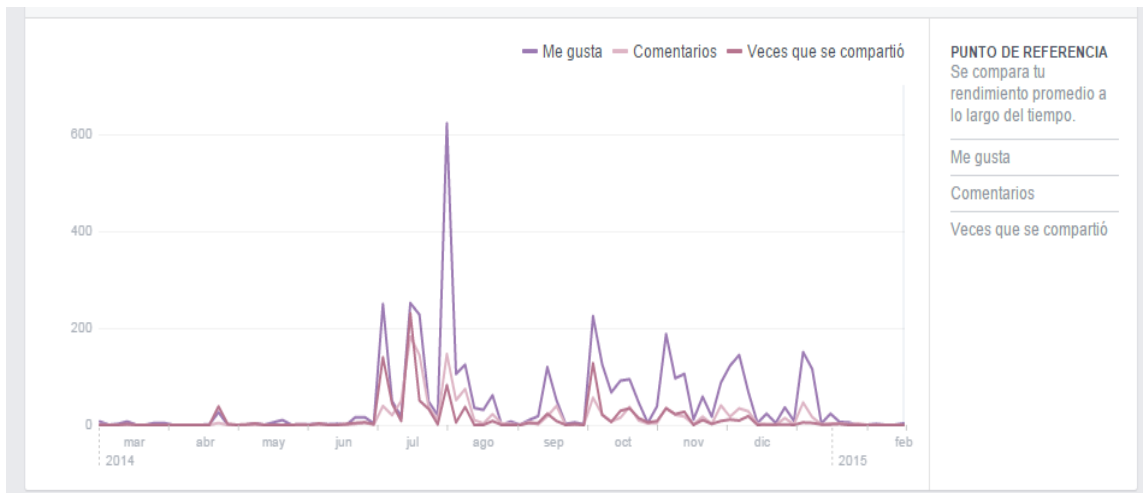 Me gusta Comentarios Veces que se compartió
600
400
200
0
mar abr may jun jul ago sep oct nov dic feb
2014 2015
PUNTO DE REFERENCIA
Se compara tu
rendimiento promedio a
lo largo del tiempo.
Me gusta
Comentarios
Veces que se compartió